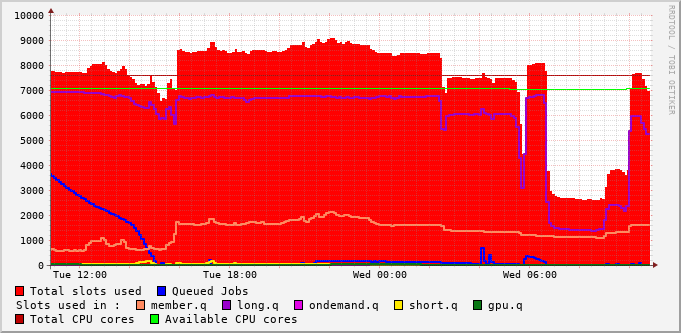 10000
9000
8000
7000
6000
5000
4000
3000
2000
1000
0
Tue 12:00 Tue 18:00 Wed 00:00 Wed 06:00
RRDTOOL / TOBI OETIKER
Total slots used Queued Jobs
Slots used in : member.q long.q ondemand.q short.q gpu.q
Total CPU cores Available CPU cores